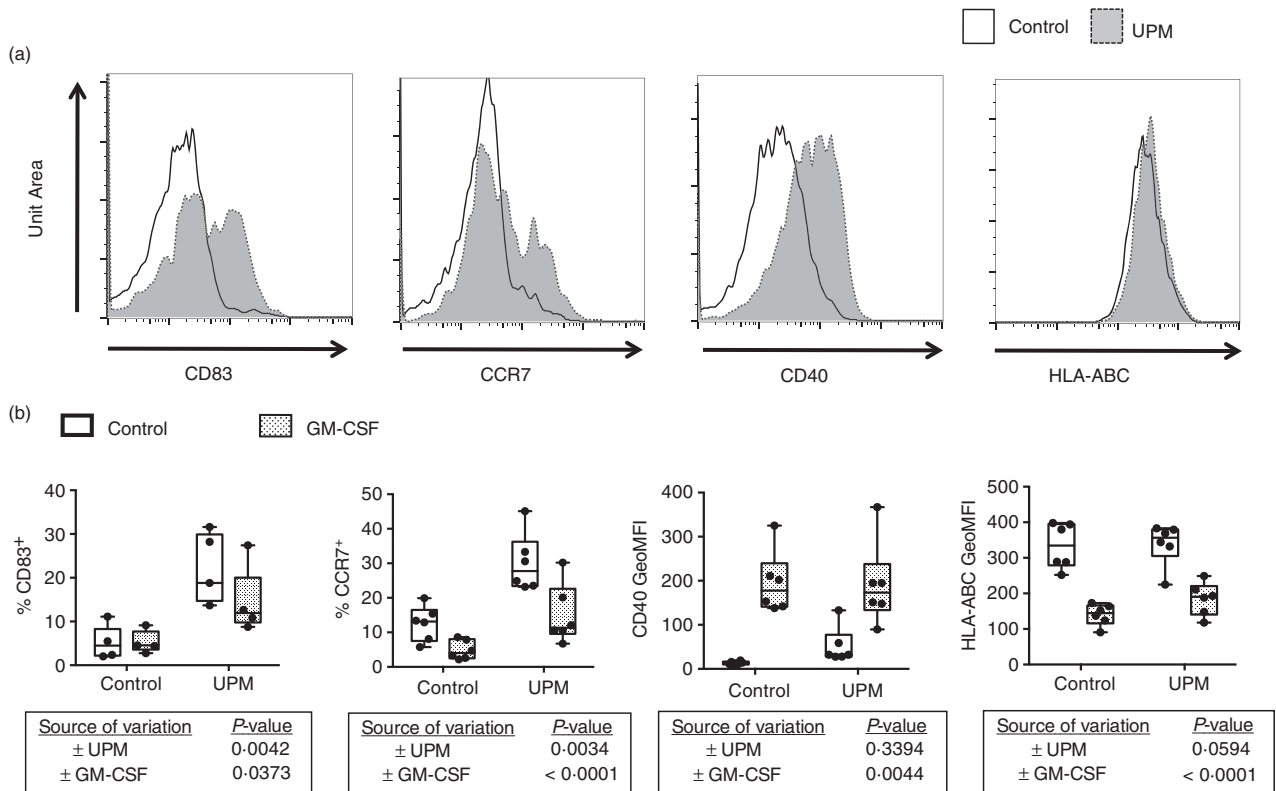 Control UPM
(a)
Unit Area
CD83 CCR7 CD40 HLA-ABC
(b)
Control GM-CSF
% CD83⁺
40
30
20
10
0
Control UPM
% CCR7⁺
50
40
30
20
10
0
Control UPM
CD40 GeoMFI
400
300
200
100
0
Control UPM
HLA-ABC GeoMFI
500
400
300
200
100
0
Control UPM
Source of variation P-value
± UPM 0·0042
± GM-CSF 0·0373
Source of variation P-value
± UPM 0·0034
± GM-CSF < 0·0001
Source of variation P-value
± UPM 0·3394
± GM-CSF 0·0044
Source of variation P-value
± UPM 0·0594
± GM-CSF < 0·0001